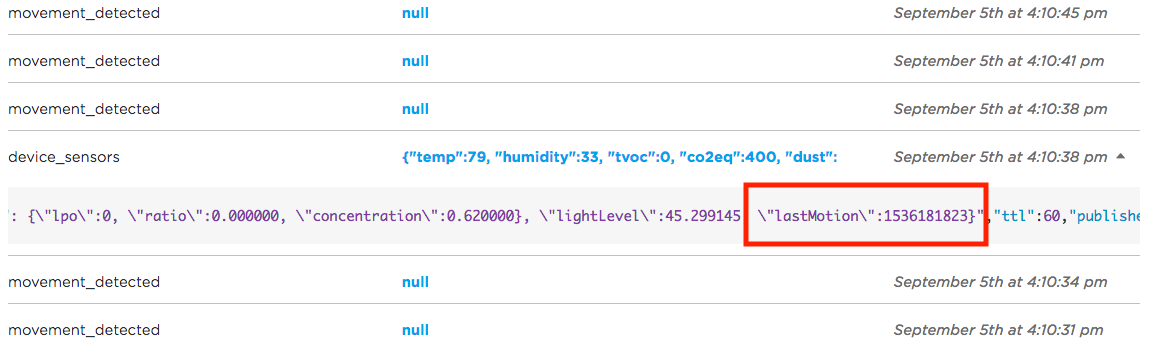 movement_detected null September 5th at 4:10:45 pm
movement_detected null September 5th at 4:10:41 pm
movement_detected null September 5th at 4:10:38 pm
device_sensors {"temp":79, "humidity":33, "tvoc":0, "co2eq":400, "dust": September 5th at 4:10:38 pm
": {\"lpo\":0, \"ratio\":0.000000, \"concentration\":0.620000}, \"lightLevel\":45.299145 \"lastMotion\":1536181823}","ttl":60,"publishe
movement_detected null September 5th at 4:10:34 pm
movement_detected null September 5th at 4:10:31 pm